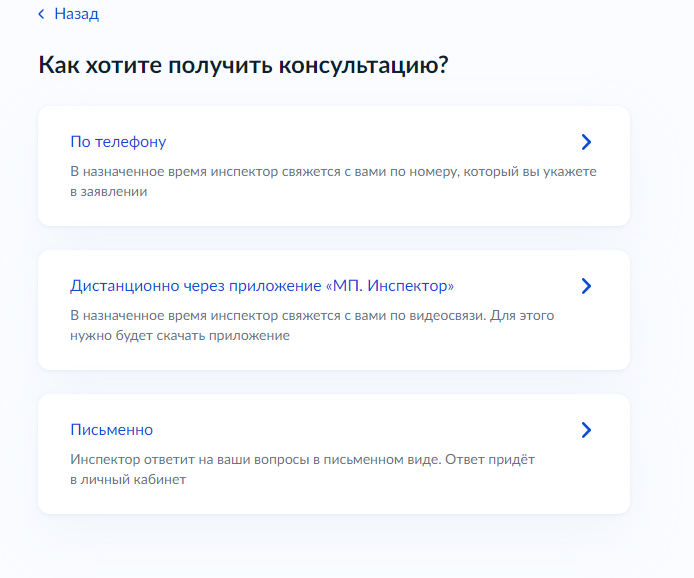 Назад
Как хотите получить консультацию?
По телефону
В назначенное время инспектор свяжется с вами по номеру, который вы укажете
в заявлении
Дистанционно через приложение «МП. Инспектор»
В назначенное время инспектор свяжется с вами по видеосвязи. Для этого
нужно будет скачать приложение
Письменно
Инспектор ответит на ваши вопросы в письменном виде. Ответ придёт
в личный кабинет